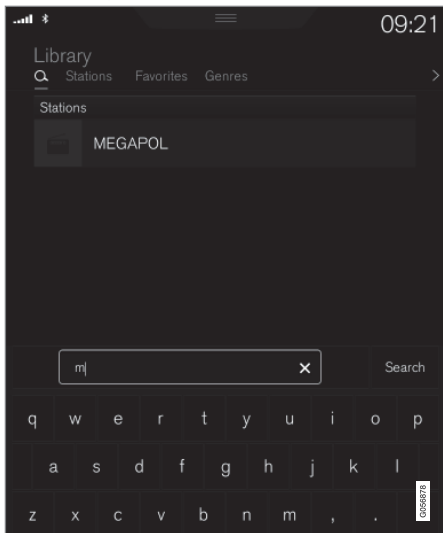 09:21
Library
Stations Favorites Genres
Stations
MEGAPOL
m
Search
q w e r t y u i o p
a s d f g h j k l
z x c v b n m , .
G056878